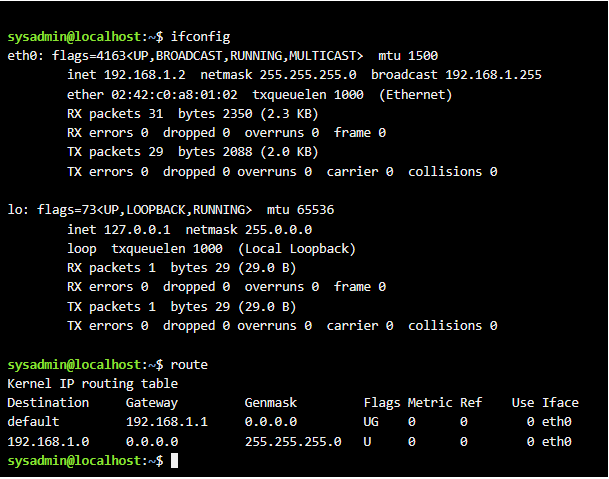 sysadmin@localhost:~$ ifconfig
eth0: flags=4163<UP,BROADCAST,RUNNING,MULTICAST>  mtu 1500
        inet 192.168.1.2  netmask 255.255.255.0  broadcast 192.168.1.255
        ether 02:42:c0:a8:01:02  txqueuelen 1000  (Ethernet)
        RX packets 31  bytes 2350 (2.3 KB)
        RX errors 0  dropped 0  overruns 0  frame 0
        TX packets 29  bytes 2088 (2.0 KB)
        TX errors 0  dropped 0 overruns 0  carrier 0  collisions 0

lo: flags=73<UP,LOOPBACK,RUNNING>  mtu 65536
        inet 127.0.0.1  netmask 255.0.0.0
        loop  txqueuelen 1000  (Local Loopback)
        RX packets 1  bytes 29 (29.0 B)
        RX errors 0  dropped 0  overruns 0  frame 0
        TX packets 1  bytes 29 (29.0 B)
        TX errors 0  dropped 0 overruns 0  carrier 0  collisions 0

sysadmin@localhost:~$ route
Kernel IP routing table
Destination     Gateway         Genmask         Flags Metric Ref    Use Iface
default         192.168.1.1     0.0.0.0         UG    0      0        0 eth0
192.168.1.0     0.0.0.0         255.255.255.0   U     0      0        0 eth0
sysadmin@localhost:~$